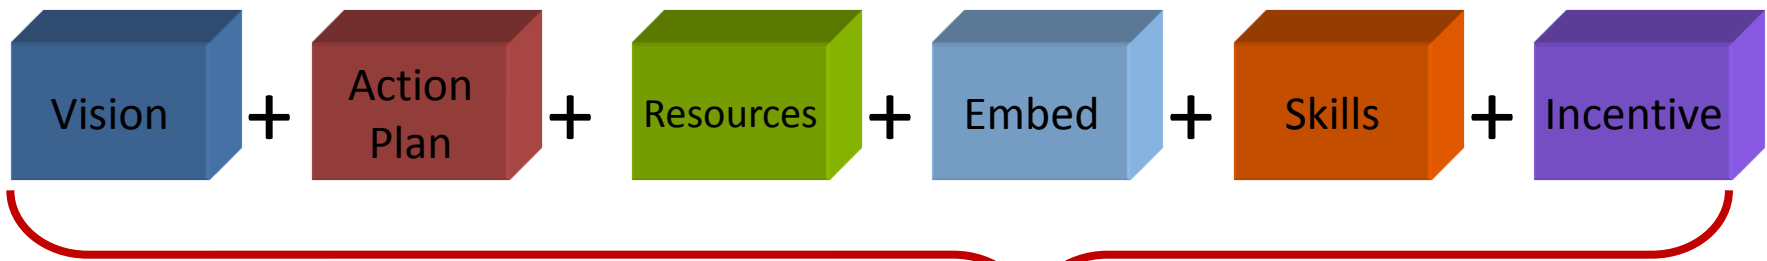 Vision + Action Plan + Resources + Embed + Skills + Incentive